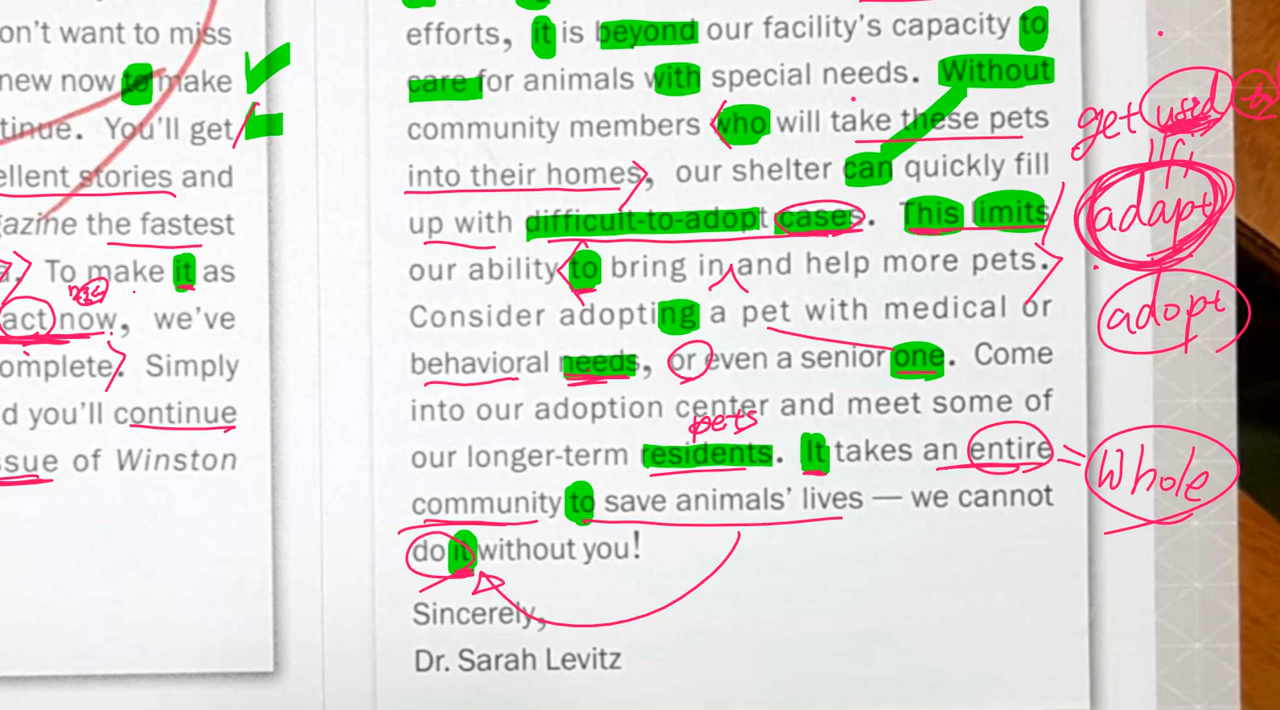 on't want to miss
new now to make
tinue. You'll get
ellent stories and
azine the fastest
To make it as
act now, we've
omplete. Simply
d you'll continue
sue of Winston
efforts, it is beyond our facility's capacity to
care for animals with special needs. Without
community members who will take these pets
into their homes, our shelter can quickly fill
up with difficult-to-adopt cases. This limits
our ability to bring in and help more pets.
Consider adopting a pet with medical or
behavioral needs, or even a senior one. Come
into our adoption center and meet some of
pets
our longer-term residents. It takes an entire
community to save animals' lives — we cannot
do it without you!
Sincerely,
Dr. Sarah Levitz
get used to
adapt
adopt
Whole